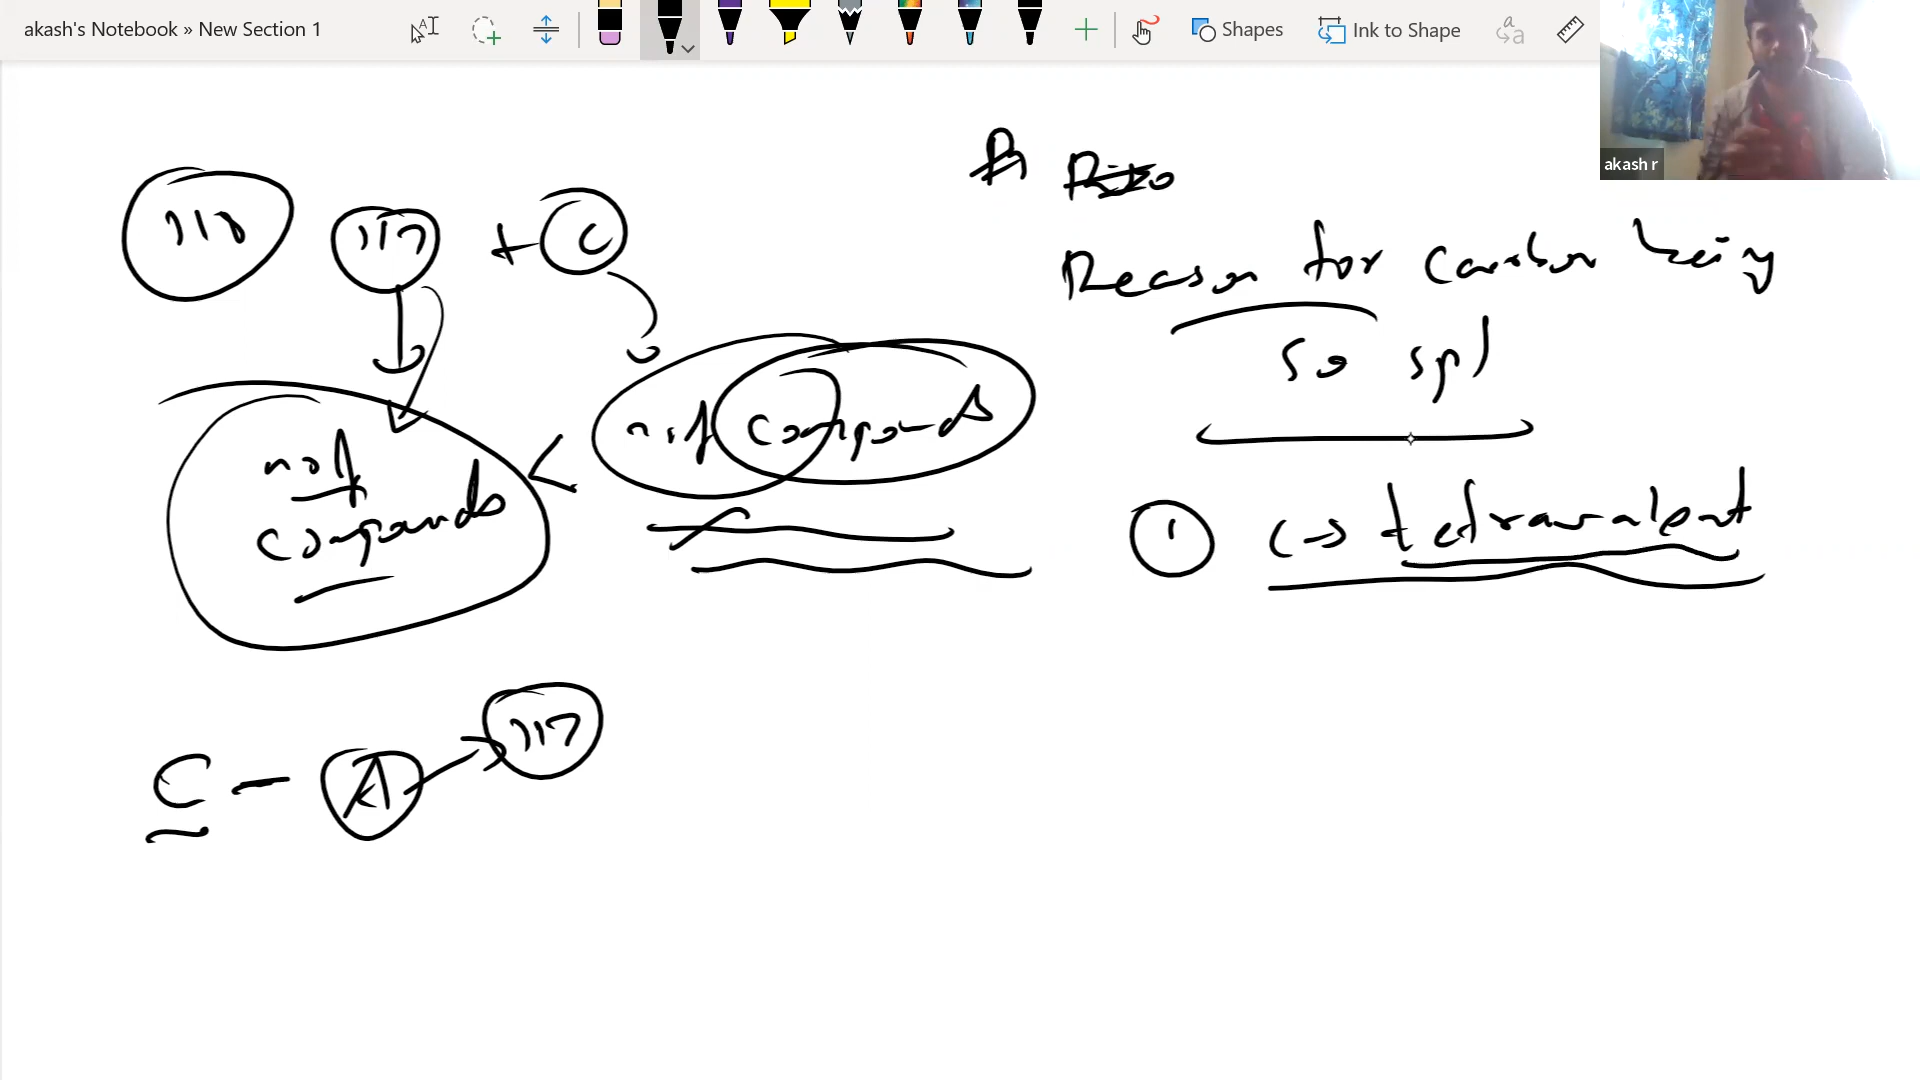 akash's Notebook » New Section 1
Shapes
Ink to Shape
akash r
118 117 + C
no of compounds < no of compounds
C - A → 117
Reason for carbon being
so spl
① C → tetravalent